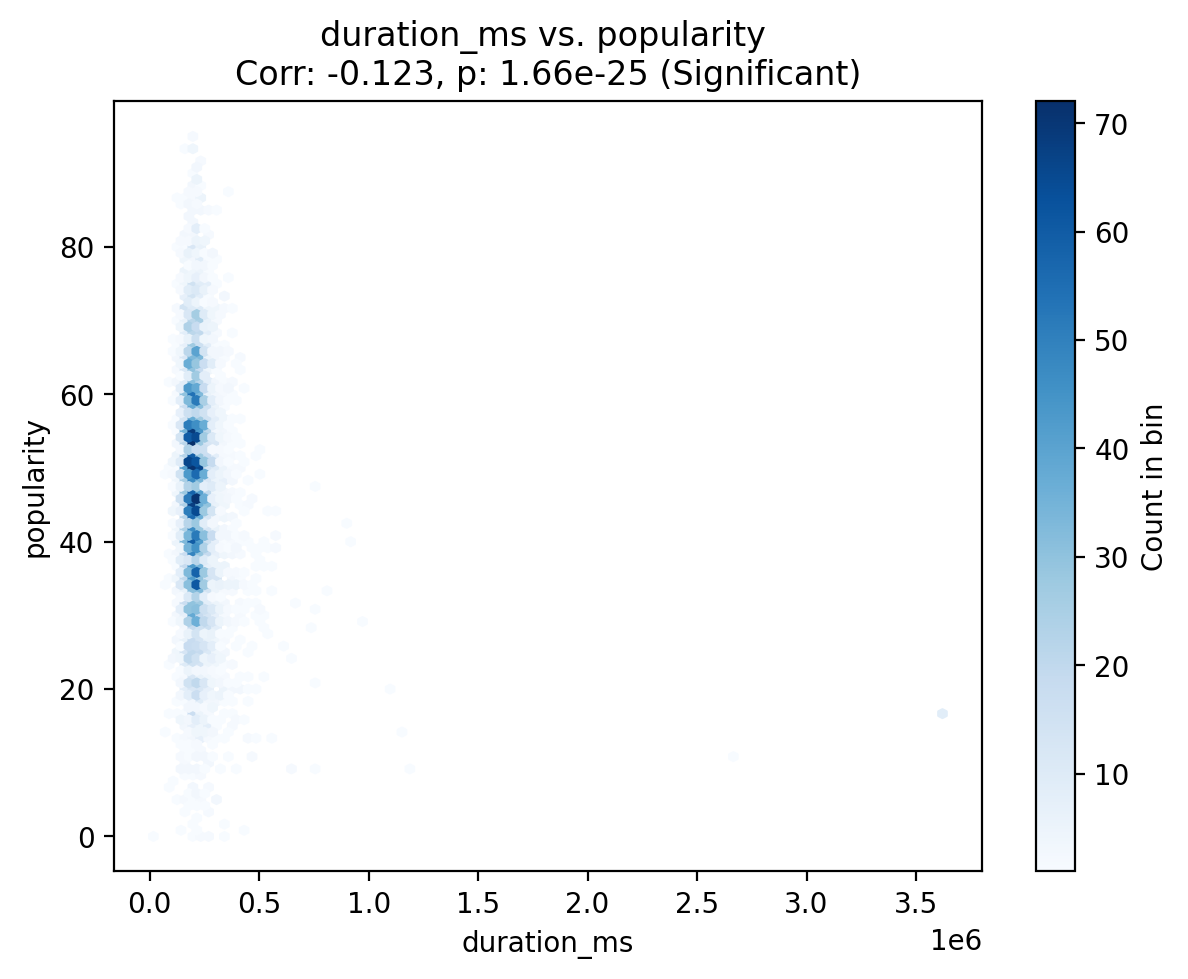 duration_ms vs. popularity
Corr: -0.123, p: 1.66e-25 (Significant)
popularity
80
60
40
20
0
0.0 0.5 1.0 1.5 2.0 2.5 3.0 3.5
1e6
duration_ms
70
60
50
40
30
20
10
Count in bin